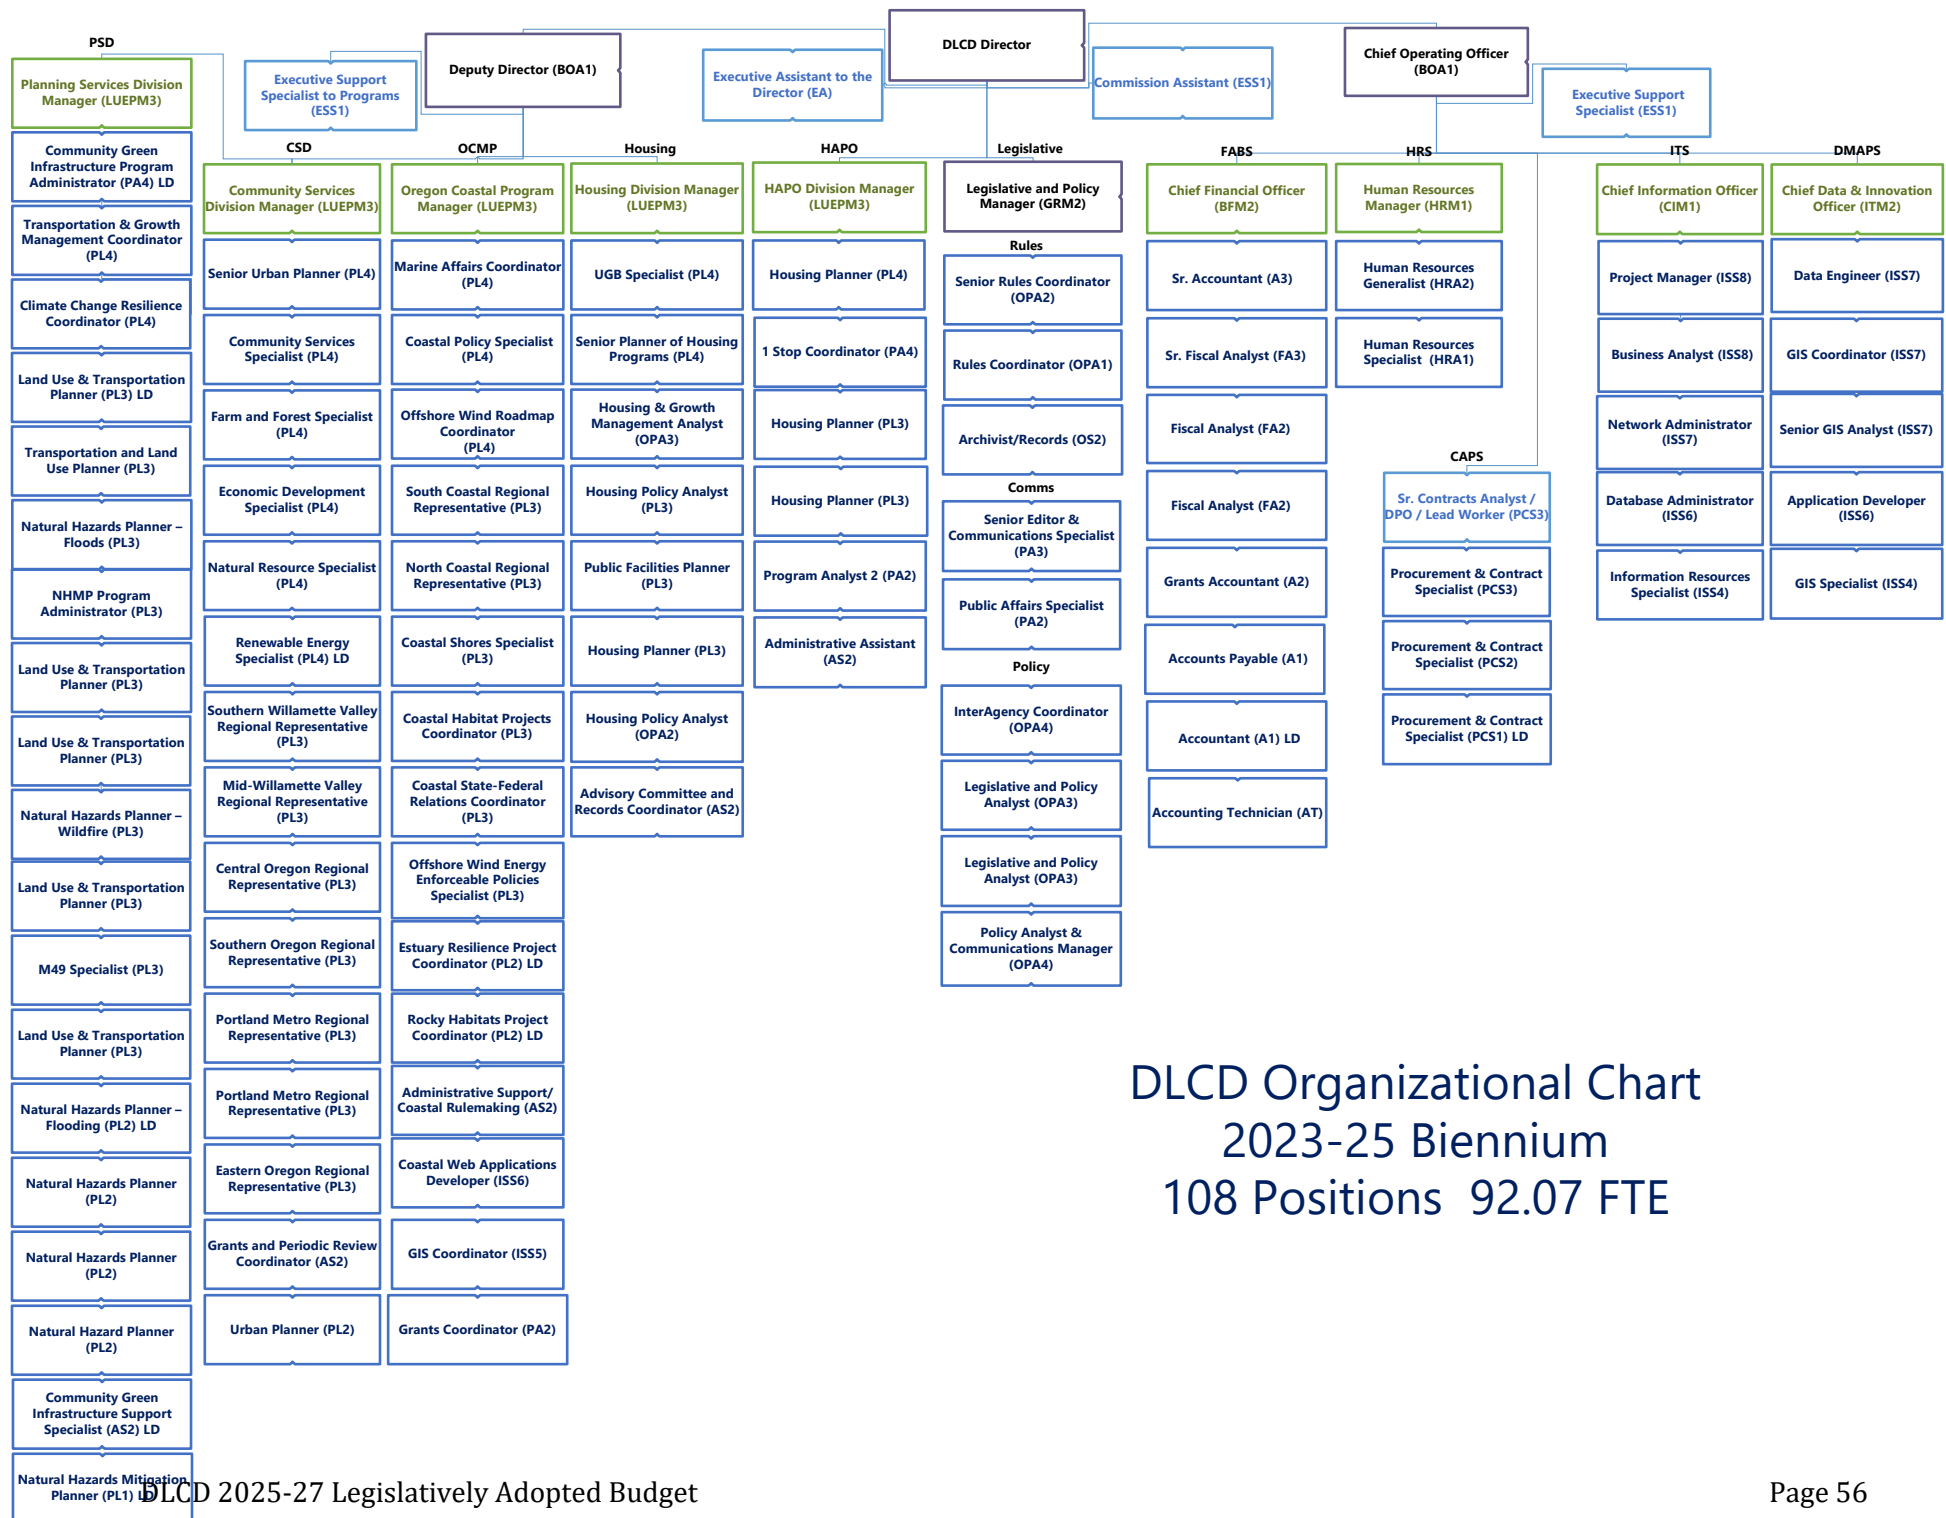 DLCD Director
Deputy Director (BOA1)
Chief Operating Officer
(BOA1)
Executive Support
Specialist to Programs
(ESS1)
Executive Assistant to the
Director (EA)
Commission Assistant (ESS1)
Executive Support
Specialist (ESS1)
PSD
Planning Services Division
Manager (LUEPM3)
Community Green
Infrastructure Program
Administrator (PA4) LD
Transportation & Growth
Management Coordinator
(PL4)
Climate Change Resilience
Coordinator (PL4)
Land Use & Transportation
Planner (PL3) LD
Transportation and Land
Use Planner (PL3)
Natural Hazards Planner –
Floods (PL3)
NHMP Program
Administrator (PL3)
Land Use & Transportation
Planner (PL3)
Land Use & Transportation
Planner (PL3)
Natural Hazards Planner –
Wildfire (PL3)
Land Use & Transportation
Planner (PL3)
M49 Specialist (PL3)
Land Use & Transportation
Planner (PL3)
Natural Hazards Planner –
Flooding (PL2) LD
Natural Hazards Planner
(PL2)
Natural Hazards Planner
(PL2)
Natural Hazard Planner
(PL2)
Community Green
Infrastructure Support
Specialist (AS2) LD
Natural Hazards Mitigation
Planner (PL1) LD
CSD
Community Services
Division Manager (LUEPM3)
Senior Urban Planner (PL4)
Community Services
Specialist (PL4)
Farm and Forest Specialist
(PL4)
Economic Development
Specialist (PL4)
Natural Resource Specialist
(PL4)
Renewable Energy
Specialist (PL4) LD
Southern Willamette Valley
Regional Representative
(PL3)
Mid-Willamette Valley
Regional Representative
(PL3)
Central Oregon Regional
Representative (PL3)
Southern Oregon Regional
Representative (PL3)
Portland Metro Regional
Representative (PL3)
Portland Metro Regional
Representative (PL3)
Eastern Oregon Regional
Representative (PL3)
Grants and Periodic Review
Coordinator (AS2)
Urban Planner (PL2)
OCMP
Oregon Coastal Program
Manager (LUEPM3)
Marine Affairs Coordinator
(PL4)
Coastal Policy Specialist
(PL4)
Offshore Wind Roadmap
Coordinator
(PL4)
South Coastal Regional
Representative (PL3)
North Coastal Regional
Representative (PL3)
Coastal Shores Specialist
(PL3)
Coastal Habitat Projects
Coordinator (PL3)
Coastal State-Federal
Relations Coordinator
(PL3)
Offshore Wind Energy
Enforceable Policies
Specialist (PL3)
Estuary Resilience Project
Coordinator (PL2) LD
Rocky Habitats Project
Coordinator (PL2) LD
Administrative Support/
Coastal Rulemaking (AS2)
Coastal Web Applications
Developer (ISS6)
GIS Coordinator (ISS5)
Grants Coordinator (PA2)
Housing
Housing Division Manager
(LUEPM3)
UGB Specialist (PL4)
Senior Planner of Housing
Programs (PL4)
Housing & Growth
Management Analyst
(OPA3)
Housing Policy Analyst
(PL3)
Public Facilities Planner
(PL3)
Housing Planner (PL3)
Housing Policy Analyst
(OPA2)
Advisory Committee and
Records Coordinator (AS2)
HAPO
HAPO Division Manager
(LUEPM3)
Housing Planner (PL4)
1 Stop Coordinator (PA4)
Housing Planner (PL3)
Housing Planner (PL3)
Program Analyst 2 (PA2)
Administrative Assistant
(AS2)
Legislative
Legislative and Policy
Manager (GRM2)
Rules
Senior Rules Coordinator
(OPA2)
Rules Coordinator (OPA1)
Archivist/Records (OS2)
Comms
Senior Editor &
Communications Specialist
(PA3)
Public Affairs Specialist
(PA2)
Policy
InterAgency Coordinator
(OPA4)
Legislative and Policy
Analyst (OPA3)
Legislative and Policy
Analyst (OPA3)
Policy Analyst &
Communications Manager
(OPA4)
FABS
Chief Financial Officer
(BFM2)
Sr. Accountant (A3)
Sr. Fiscal Analyst (FA3)
Fiscal Analyst (FA2)
Fiscal Analyst (FA2)
Grants Accountant (A2)
Accounts Payable (A1)
Accountant (A1) LD
Accounting Technician (AT)
HRS
Human Resources
Manager (HRM1)
Human Resources
Generalist (HRA2)
Human Resources
Specialist (HRA1)
CAPS
Sr. Contracts Analyst /
DPO / Lead Worker (PCS3)
Procurement & Contract
Specialist (PCS3)
Procurement & Contract
Specialist (PCS2)
Procurement & Contract
Specialist (PCS1) LD
ITS
Chief Information Officer
(CIM1)
Project Manager (ISS8)
Business Analyst (ISS8)
Network Administrator
(ISS7)
Database Administrator
(ISS6)
Information Resources
Specialist (ISS4)
DMAPS
Chief Data & Innovation
Officer (ITM2)
Data Engineer (ISS7)
GIS Coordinator (ISS7)
Senior GIS Analyst (ISS7)
Application Developer
(ISS6)
GIS Specialist (ISS4)
DLCD Organizational Chart
2023-25 Biennium
108 Positions 92.07 FTE
DLCD 2025-27 Legislatively Adopted Budget
Page 56